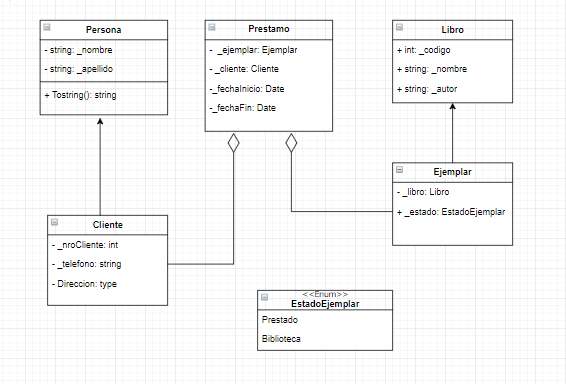 Persona
- string: _nombre
- string: _apellido
+ Tostring(): string
Prestamo
- _ejemplar: Ejemplar
- _cliente: Cliente
- _fechaInicio: Date
-_fechaFin: Date
Libro
+ int: _codigo
+ string: _nombre
+ string: _autor
Ejemplar
- _libro: Libro
+ _estado: EstadoEjemplar
Cliente
- _nroCliente: int
- _telefono: string
- Direccion: type
<<Enum>>
EstadoEjemplar
Prestado
Biblioteca